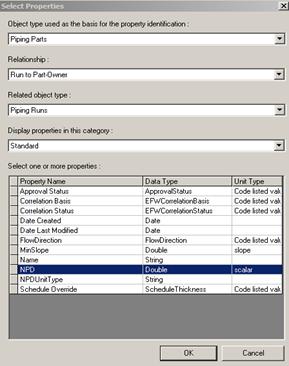 Select Properties
Object type used as the basis for the property identification :
Piping Parts
Relationship :
Run to Part-Owner
Related object type :
Piping Runs
Display properties in this category :
Standard
Select one or more properties :
Property Name Data Type Unit Type
Approval Status ApprovalStatus Code listed valu
Correlation Basis EFWCorrelationBasis Code listed valu
Correlation Status EFWCorrelationStatus Code listed valu
Date Created Date
Date Last Modified Date
FlowDirection FlowDirection Code listed valu
MinSlope Double slope
Name String
NPD Double scalar
NPDUnitType String
Schedule Override ScheduleThickness Code listed valu
OK Cancel